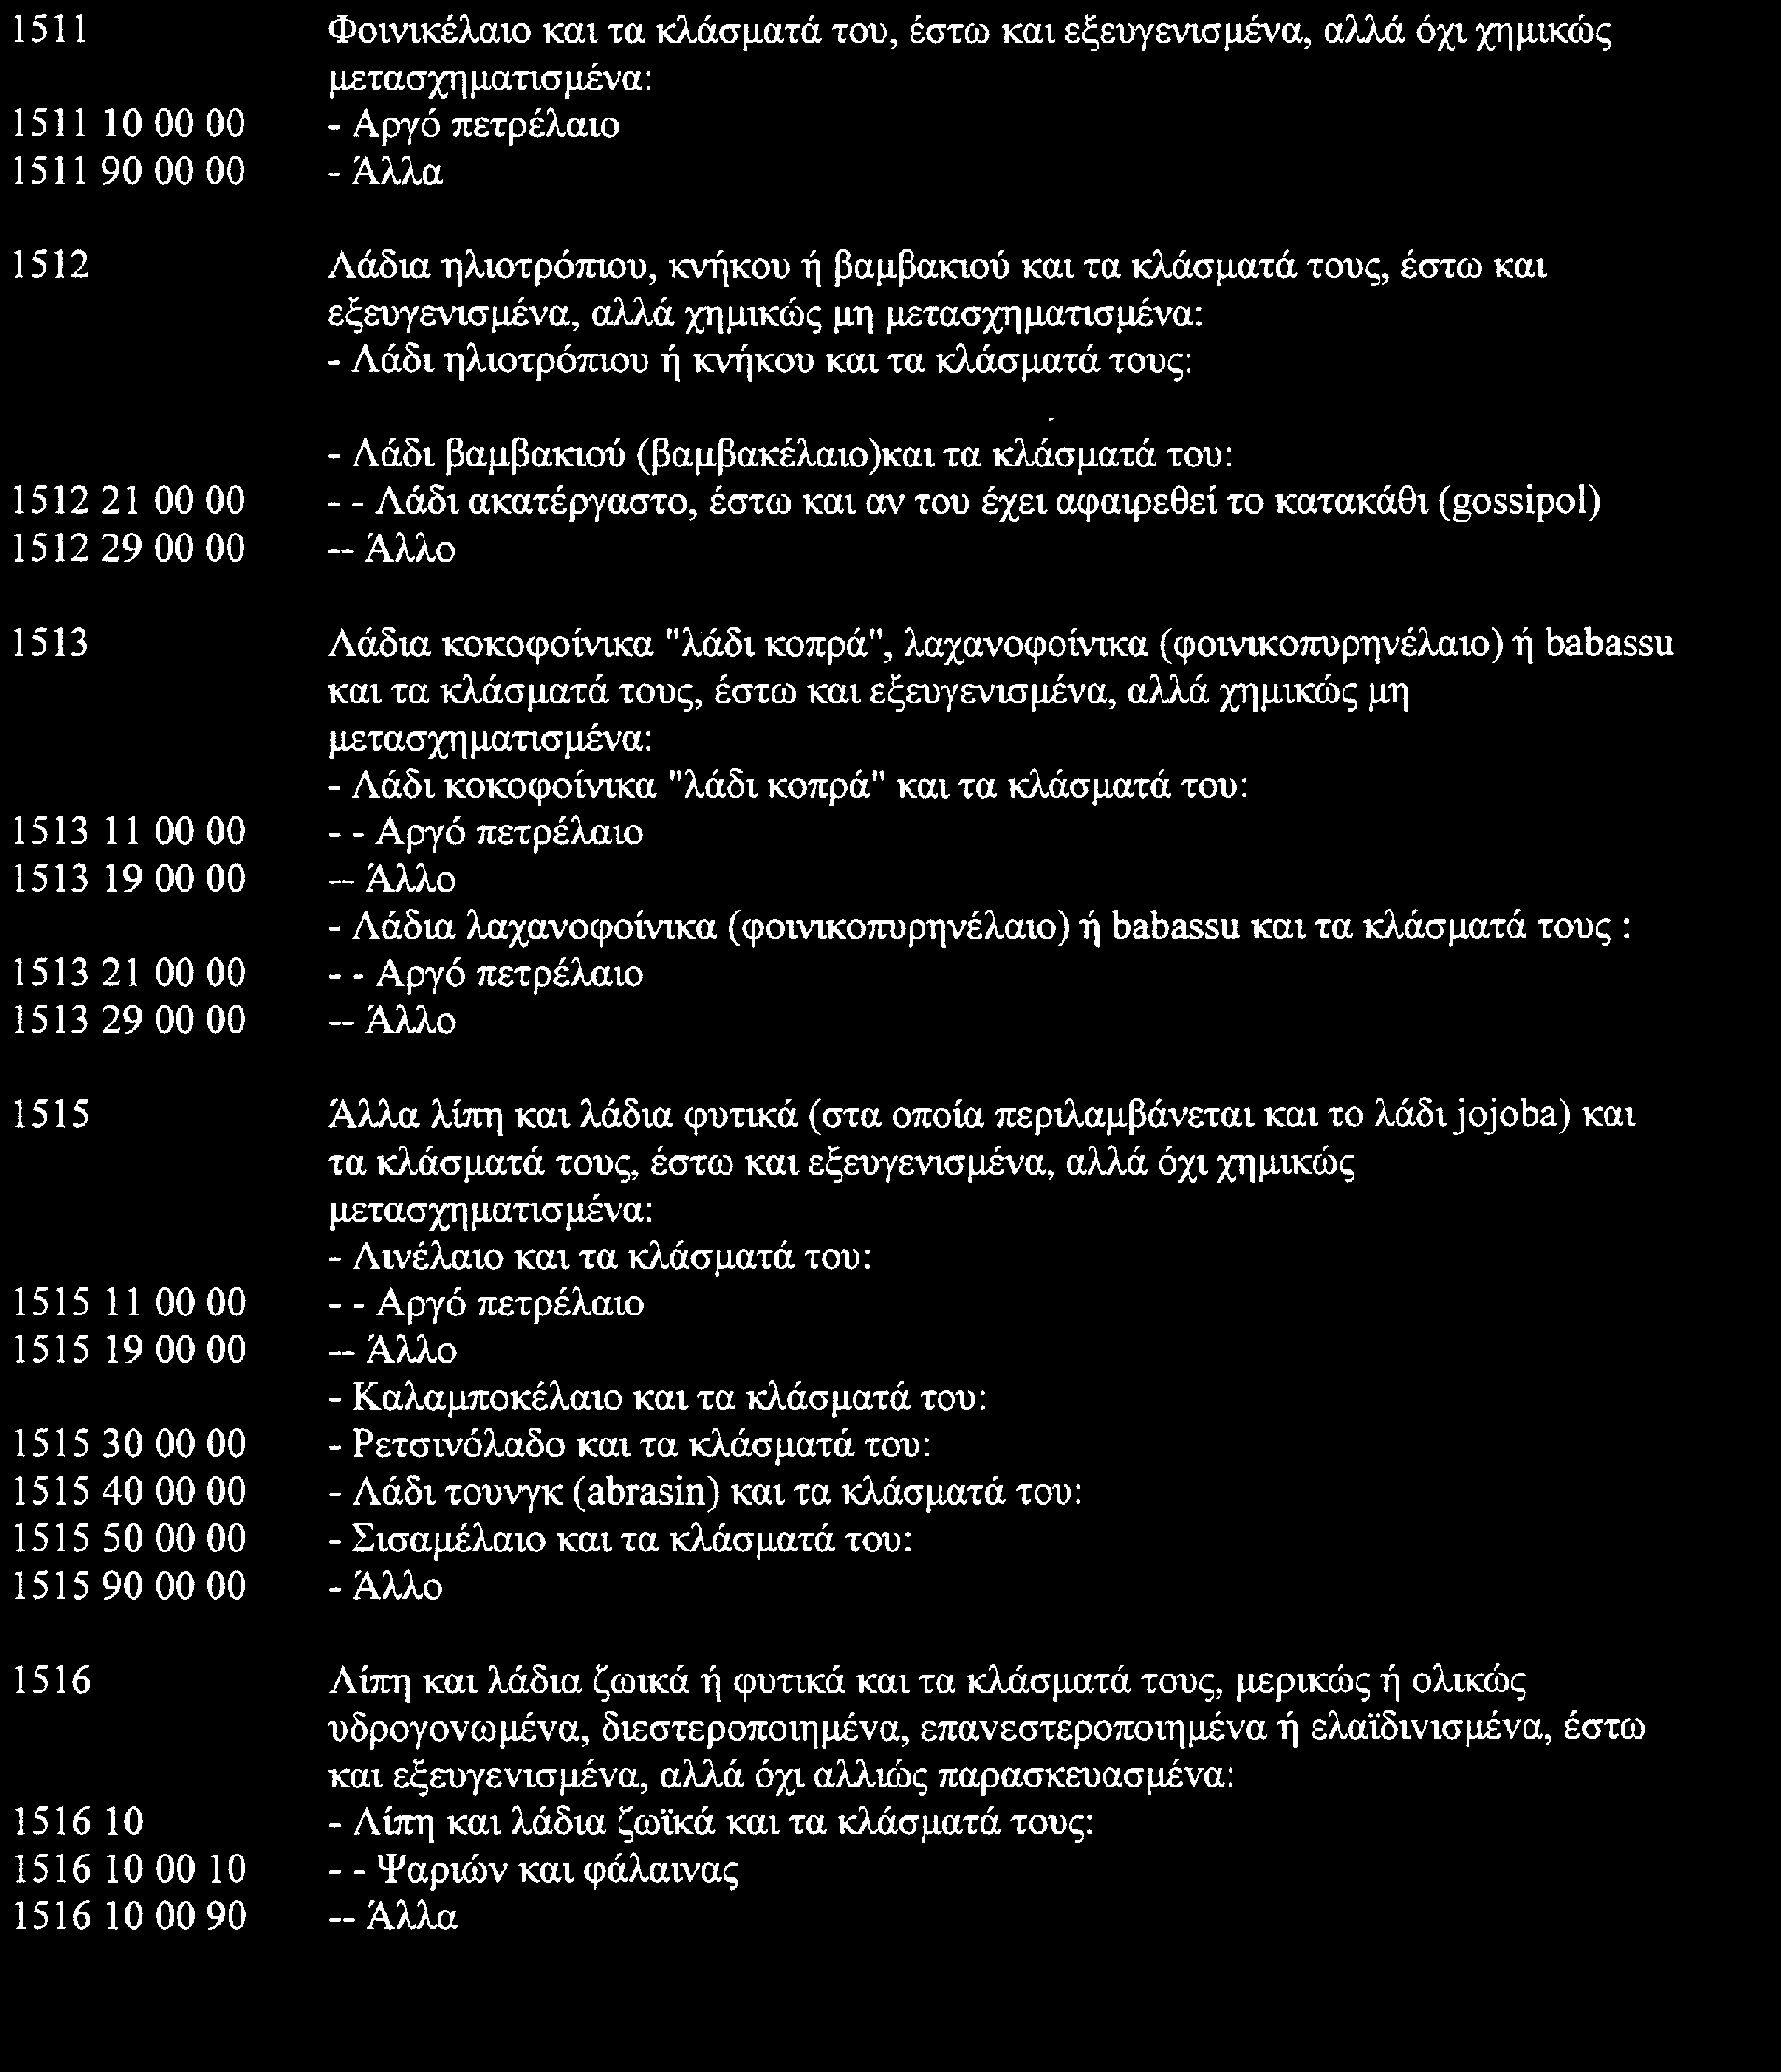 1511 Φοινικέλαιο και τα κλάσματά του, έστω και εξευγενισμένα, αλλά όχι χημικώς
μετασχηματισμένα:
1511 10 00 00 - Αργό πετρέλαιο
1511 90 00 00 - Άλλα
1512 Λάδια ηλιοτρόπιου, κνήκου ή βαμβακιού και τα κλάσματά τους, έστω και
εξευγενισμένα, αλλά χημικώς μη μετασχηματισμένα:
- Λάδι ηλιοτρόπιου ή κνήκου και τα κλάσματά τους:
- Λάδι βαμβακιού (βαμβακέλαιο)και τα κλάσματά του:
1512 21 00 00 - - Λάδι ακατέργαστο, έστω και αν του έχει αφαιρεθεί το κατακάθι (gossipol)
1512 29 00 00 -- Άλλο
1513 Λάδια κοκοφοίνικα "λάδι κοπρά", λαχανοφοίνικα (φοινικοπυρηνέλαιο) ή babassu
και τα κλάσματά τους, έστω και εξευγενισμένα, αλλά χημικώς μη
μετασχηματισμένα:
- Λάδι κοκοφοίνικα "λάδι κοπρά" και τα κλάσματά του:
1513 11 00 00 - - Αργό πετρέλαιο
1513 19 00 00 -- Άλλο
- Λάδια λαχανοφοίνικα (φοινικοπυρηνέλαιο) ή babassu και τα κλάσματά τους :
1513 21 00 00 - - Αργό πετρέλαιο
1513 29 00 00 -- Άλλο
1515 Άλλα λίπη και λάδια φυτικά (στα οποία περιλαμβάνεται και το λάδι jojoba) και
τα κλάσματά τους, έστω και εξευγενισμένα, αλλά όχι χημικώς
μετασχηματισμένα:
- Λινέλαιο και τα κλάσματά του:
1515 11 00 00 - - Αργό πετρέλαιο
1515 19 00 00 -- Άλλο
- Καλαμποκέλαιο και τα κλάσματά του:
1515 30 00 00 - Ρετσινόλαδο και τα κλάσματά του:
1515 40 00 00 - Λάδι τουνγκ (abrasin) και τα κλάσματά του:
1515 50 00 00 - Σισαμέλαιο και τα κλάσματά του:
1515 90 00 00 - Άλλο
1516 Λίπη και λάδια ζωικά ή φυτικά και τα κλάσματά τους, μερικώς ή ολικώς
υδρογονωμένα, διεστεροποιημένα, επανεστεροποιημένα ή ελαϊδινισμένα, έστω
και εξευγενισμένα, αλλά όχι αλλιώς παρασκευασμένα:
1516 10 - Λίπη και λάδια ζωϊκά και τα κλάσματά τους:
1516 10 00 10 - - Ψαριών και φάλαινας
1516 10 00 90 -- Άλλα